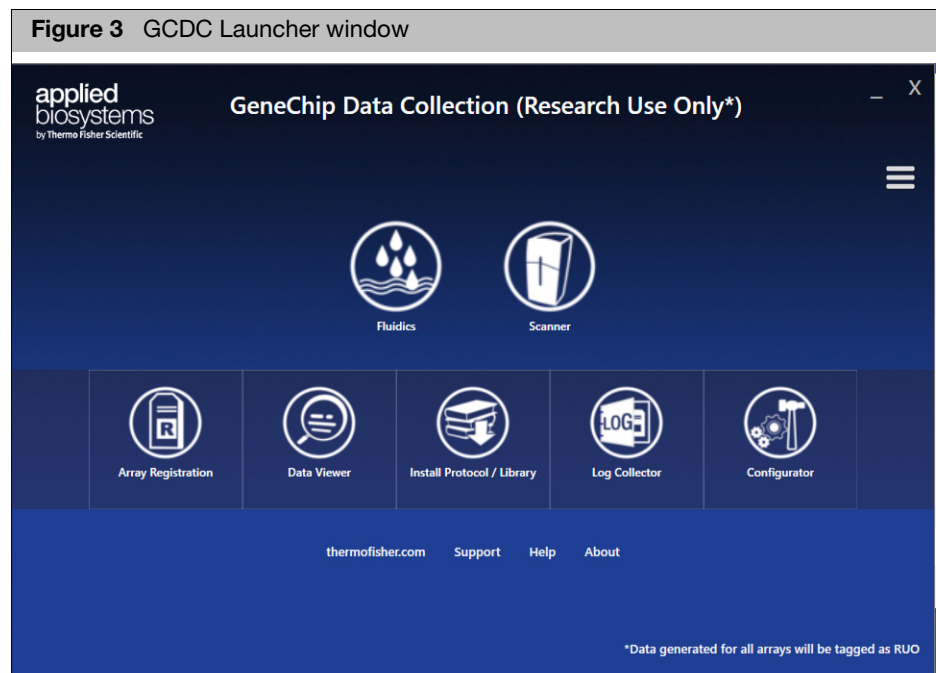 Figure 3 GCDC Launcher window
applied
biosystems
by Thermo Fisher Scientific
GeneChip Data Collection (Research Use Only*)
_ X
Fluidics Scanner
R
LOG
Array Registration Data Viewer Install Protocol / Library Log Collector Configurator
thermofisher.com Support Help About
*Data generated for all arrays will be tagged as RUO